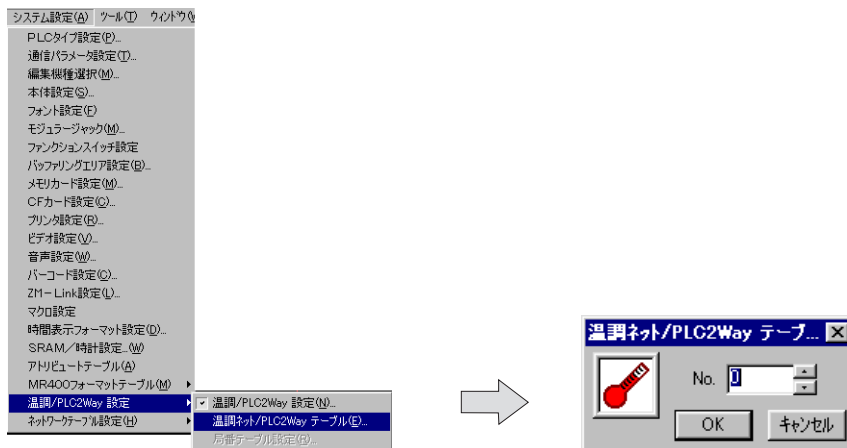 システム設定(A) ツール(T) ウィンドウ(W
PLCタイプ設定(P)...
通信パラメータ設定(T)...
編集機種選択(M)...
本体設定(S)...
フォント設定(F)
モジュラージャック(M)...
ファンクションスイッチ設定
バッファリングエリア設定(B)...
メモリカード設定(M)...
CFカード設定(C)...
プリンタ設定(R)...
ビデオ設定(V)...
音声設定(W)...
バーコード設定(C)...
ZM-Link設定(L)...
マクロ設定
時間表示フォーマット設定(D)...
SRAM/時計設定...(W)
アトリビュートテーブル(A)
MR400フォーマットテーブル(M)
温調/PLC2Way 設定
ネットワークテーブル設定(H)
温調/PLC2Way 設定(N)...
温調ネット/PLC2Way テーブル(E)...
局番テーブル設定(R)...
温調ネット/PLC2Way テーブ...
No. 0
OK キャンセル